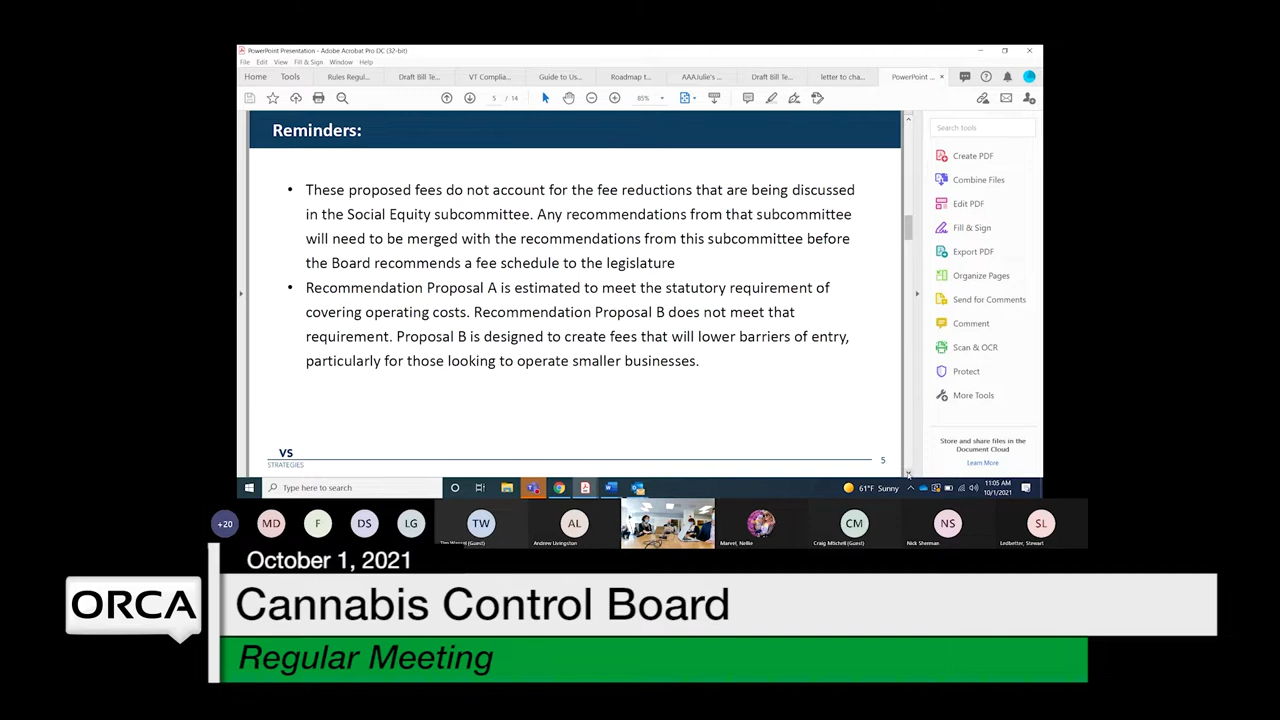 PowerPoint Presentation - Adobe Acrobat Pro DC (32-bit)
File Edit View Fill & Sign Window Help
Home Tools Rules Regul... Draft Bill Te... VT Complia... Guide to Us... Roadmap t... AAAJulie's ... Draft Bill Te... letter to cha... PowerPoint ... ×
5 / 14 85%
Reminders:
• These proposed fees do not account for the fee reductions that are being discussed
in the Social Equity subcommittee. Any recommendations from that subcommittee
will need to be merged with the recommendations from this subcommittee before
the Board recommends a fee schedule to the legislature
• Recommendation Proposal A is estimated to meet the statutory requirement of
covering operating costs. Recommendation Proposal B does not meet that
requirement. Proposal B is designed to create fees that will lower barriers of entry,
particularly for those looking to operate smaller businesses.
VS
STRATEGIES
5
Search tools
Create PDF
Combine Files
Edit PDF
Fill & Sign
Export PDF
Organize Pages
Send for Comments
Comment
Scan & OCR
Protect
More Tools
Store and share files in the
Document Cloud
Learn More
Type here to search
61°F Sunny
11:05 AM
10/1/2021
+20 MD F DS LG TW AL CM NS SL
Andrew Livingston
Marvel, Nellie
Craig Mitchell (Guest)
Nick Sherman
Ledbetter, Stewart
October 1, 2021
ORCA
Cannabis Control Board
Regular Meeting